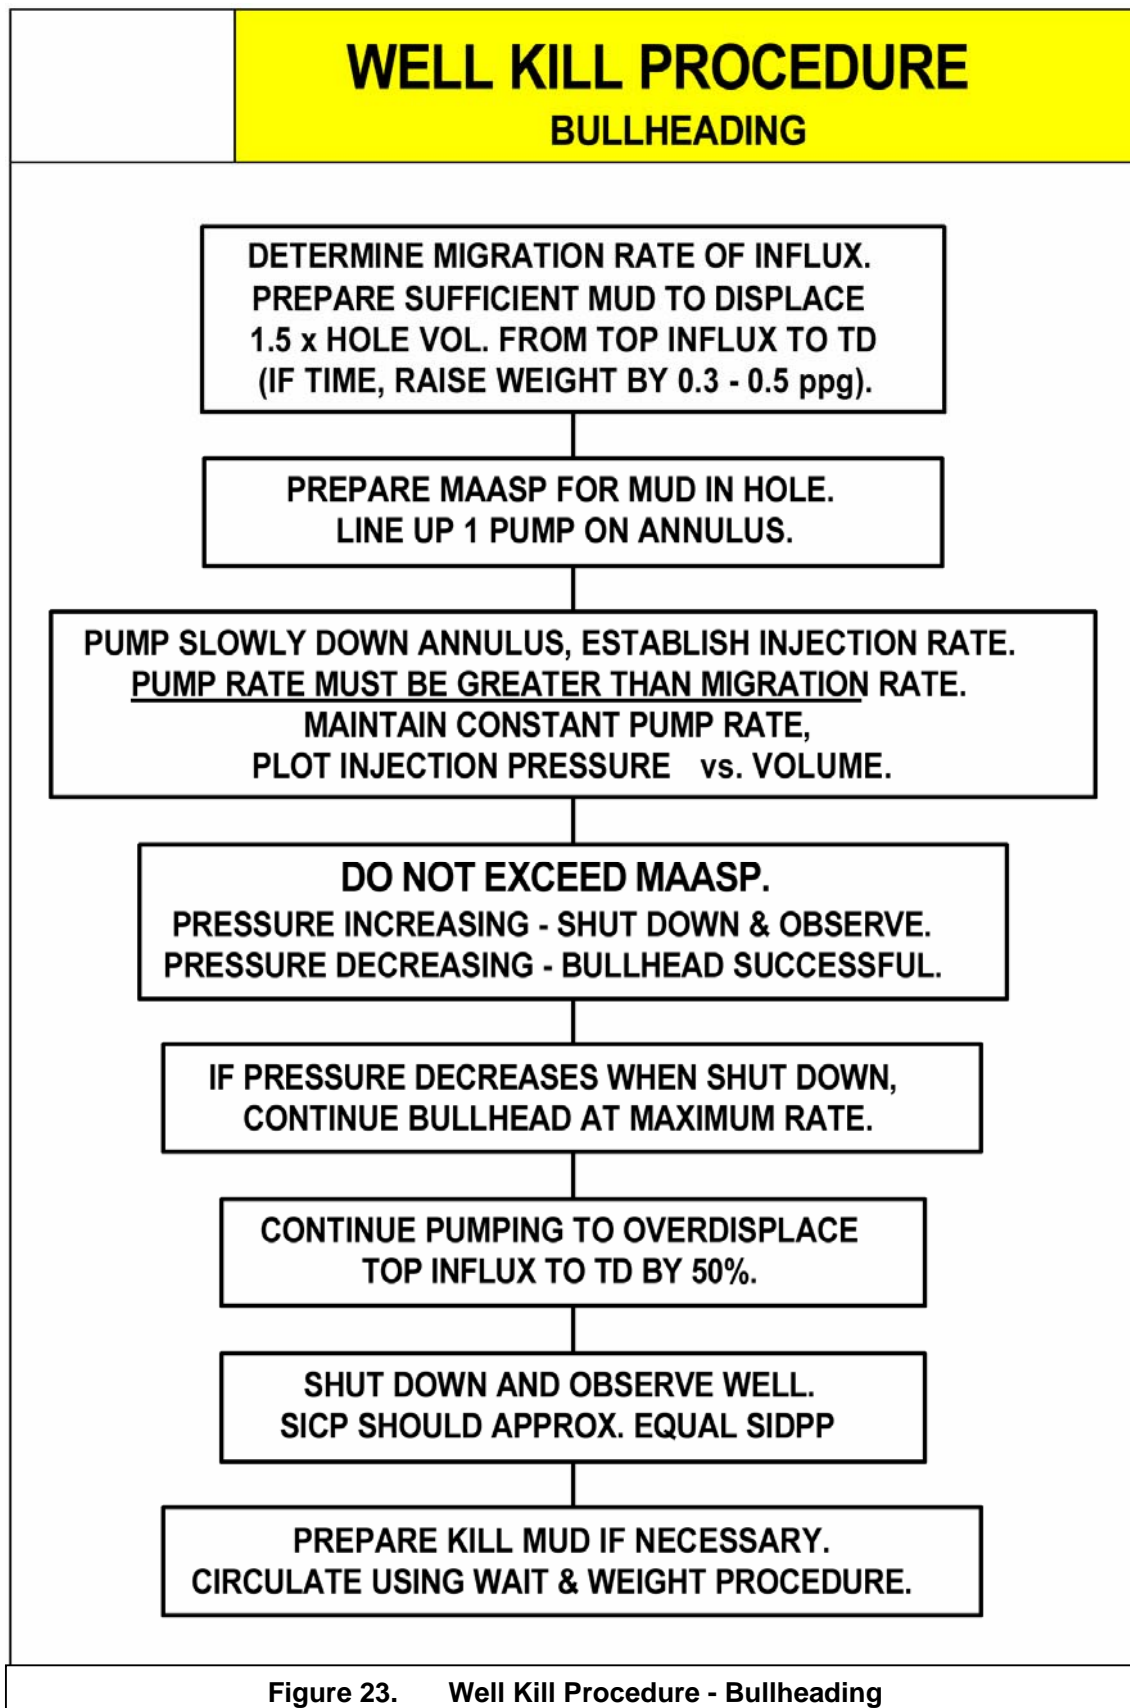 WELL KILL PROCEDURE
BULLHEADING
DETERMINE MIGRATION RATE OF INFLUX.
PREPARE SUFFICIENT MUD TO DISPLACE
1.5 x HOLE VOL. FROM TOP INFLUX TO TD
(IF TIME, RAISE WEIGHT BY 0.3 - 0.5 ppg).
PREPARE MAASP FOR MUD IN HOLE.
LINE UP 1 PUMP ON ANNULUS.
PUMP SLOWLY DOWN ANNULUS, ESTABLISH INJECTION RATE.
PUMP RATE MUST BE GREATER THAN MIGRATION RATE.
MAINTAIN CONSTANT PUMP RATE,
PLOT INJECTION PRESSURE vs. VOLUME.
DO NOT EXCEED MAASP.
PRESSURE INCREASING - SHUT DOWN & OBSERVE.
PRESSURE DECREASING - BULLHEAD SUCCESSFUL.
IF PRESSURE DECREASES WHEN SHUT DOWN,
CONTINUE BULLHEAD AT MAXIMUM RATE.
CONTINUE PUMPING TO OVERDISPLACE
TOP INFLUX TO TD BY 50%.
SHUT DOWN AND OBSERVE WELL.
SICP SHOULD APPROX. EQUAL SIDPP
PREPARE KILL MUD IF NECESSARY.
CIRCULATE USING WAIT & WEIGHT PROCEDURE.
Figure 23. Well Kill Procedure - Bullheading